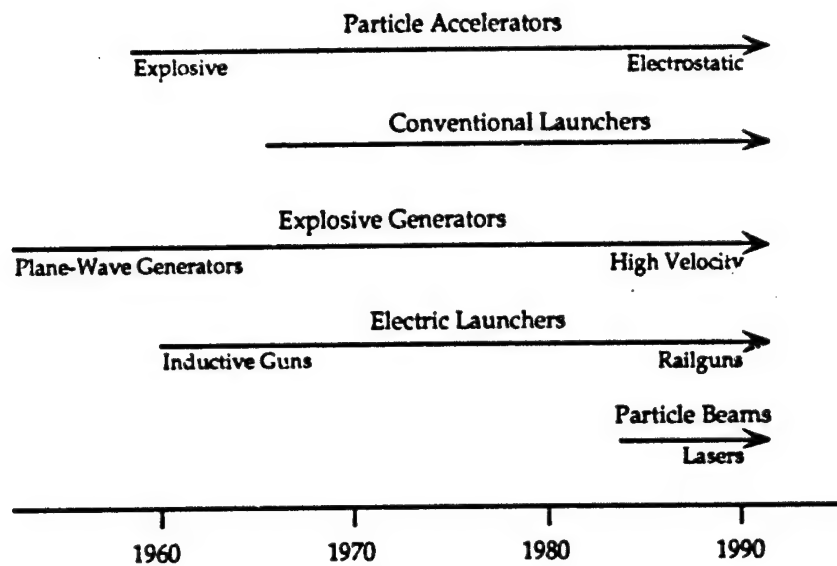 Particle Accelerators
Explosive Electrostatic
Conventional Launchers
Explosive Generators
Plane-Wave Generators High Velocity
Electric Launchers
Inductive Guns Railguns
Particle Beams
Lasers
1960 1970 1980 1990